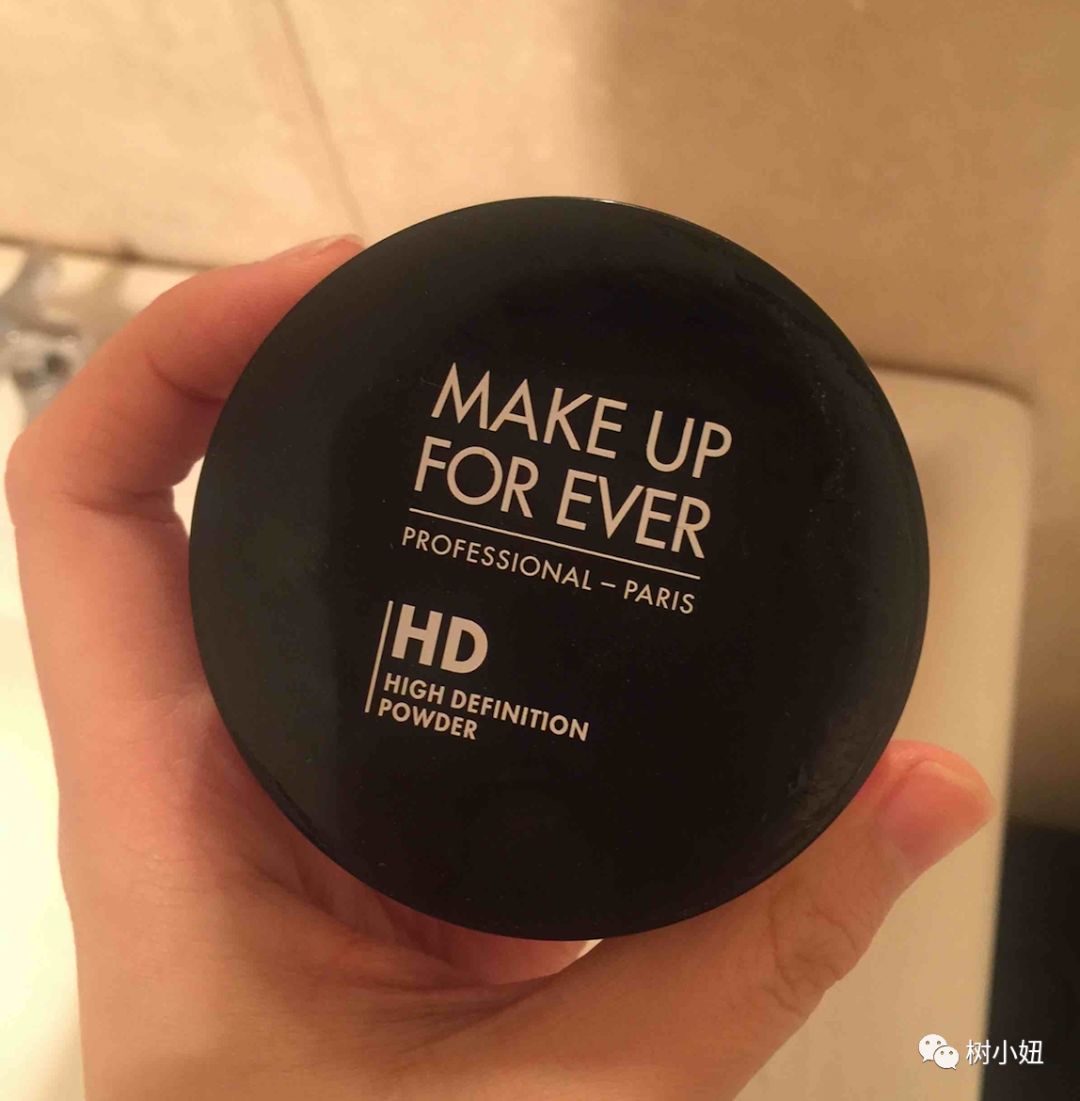 MAKE UP
FOR EVER
PROFESSIONAL – PARIS
HD
HIGH DEFINITION
POWDER
树小妞